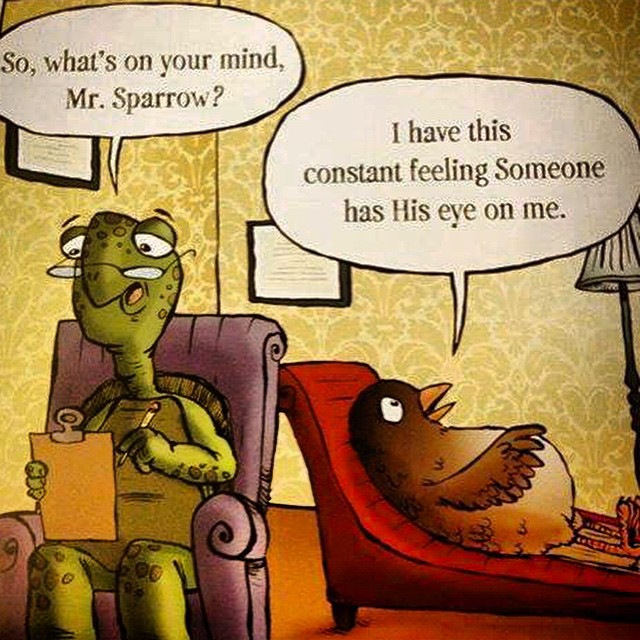 So, what's on your mind,
Mr. Sparrow?
I have this
constant feeling Someone
has His eye on me.